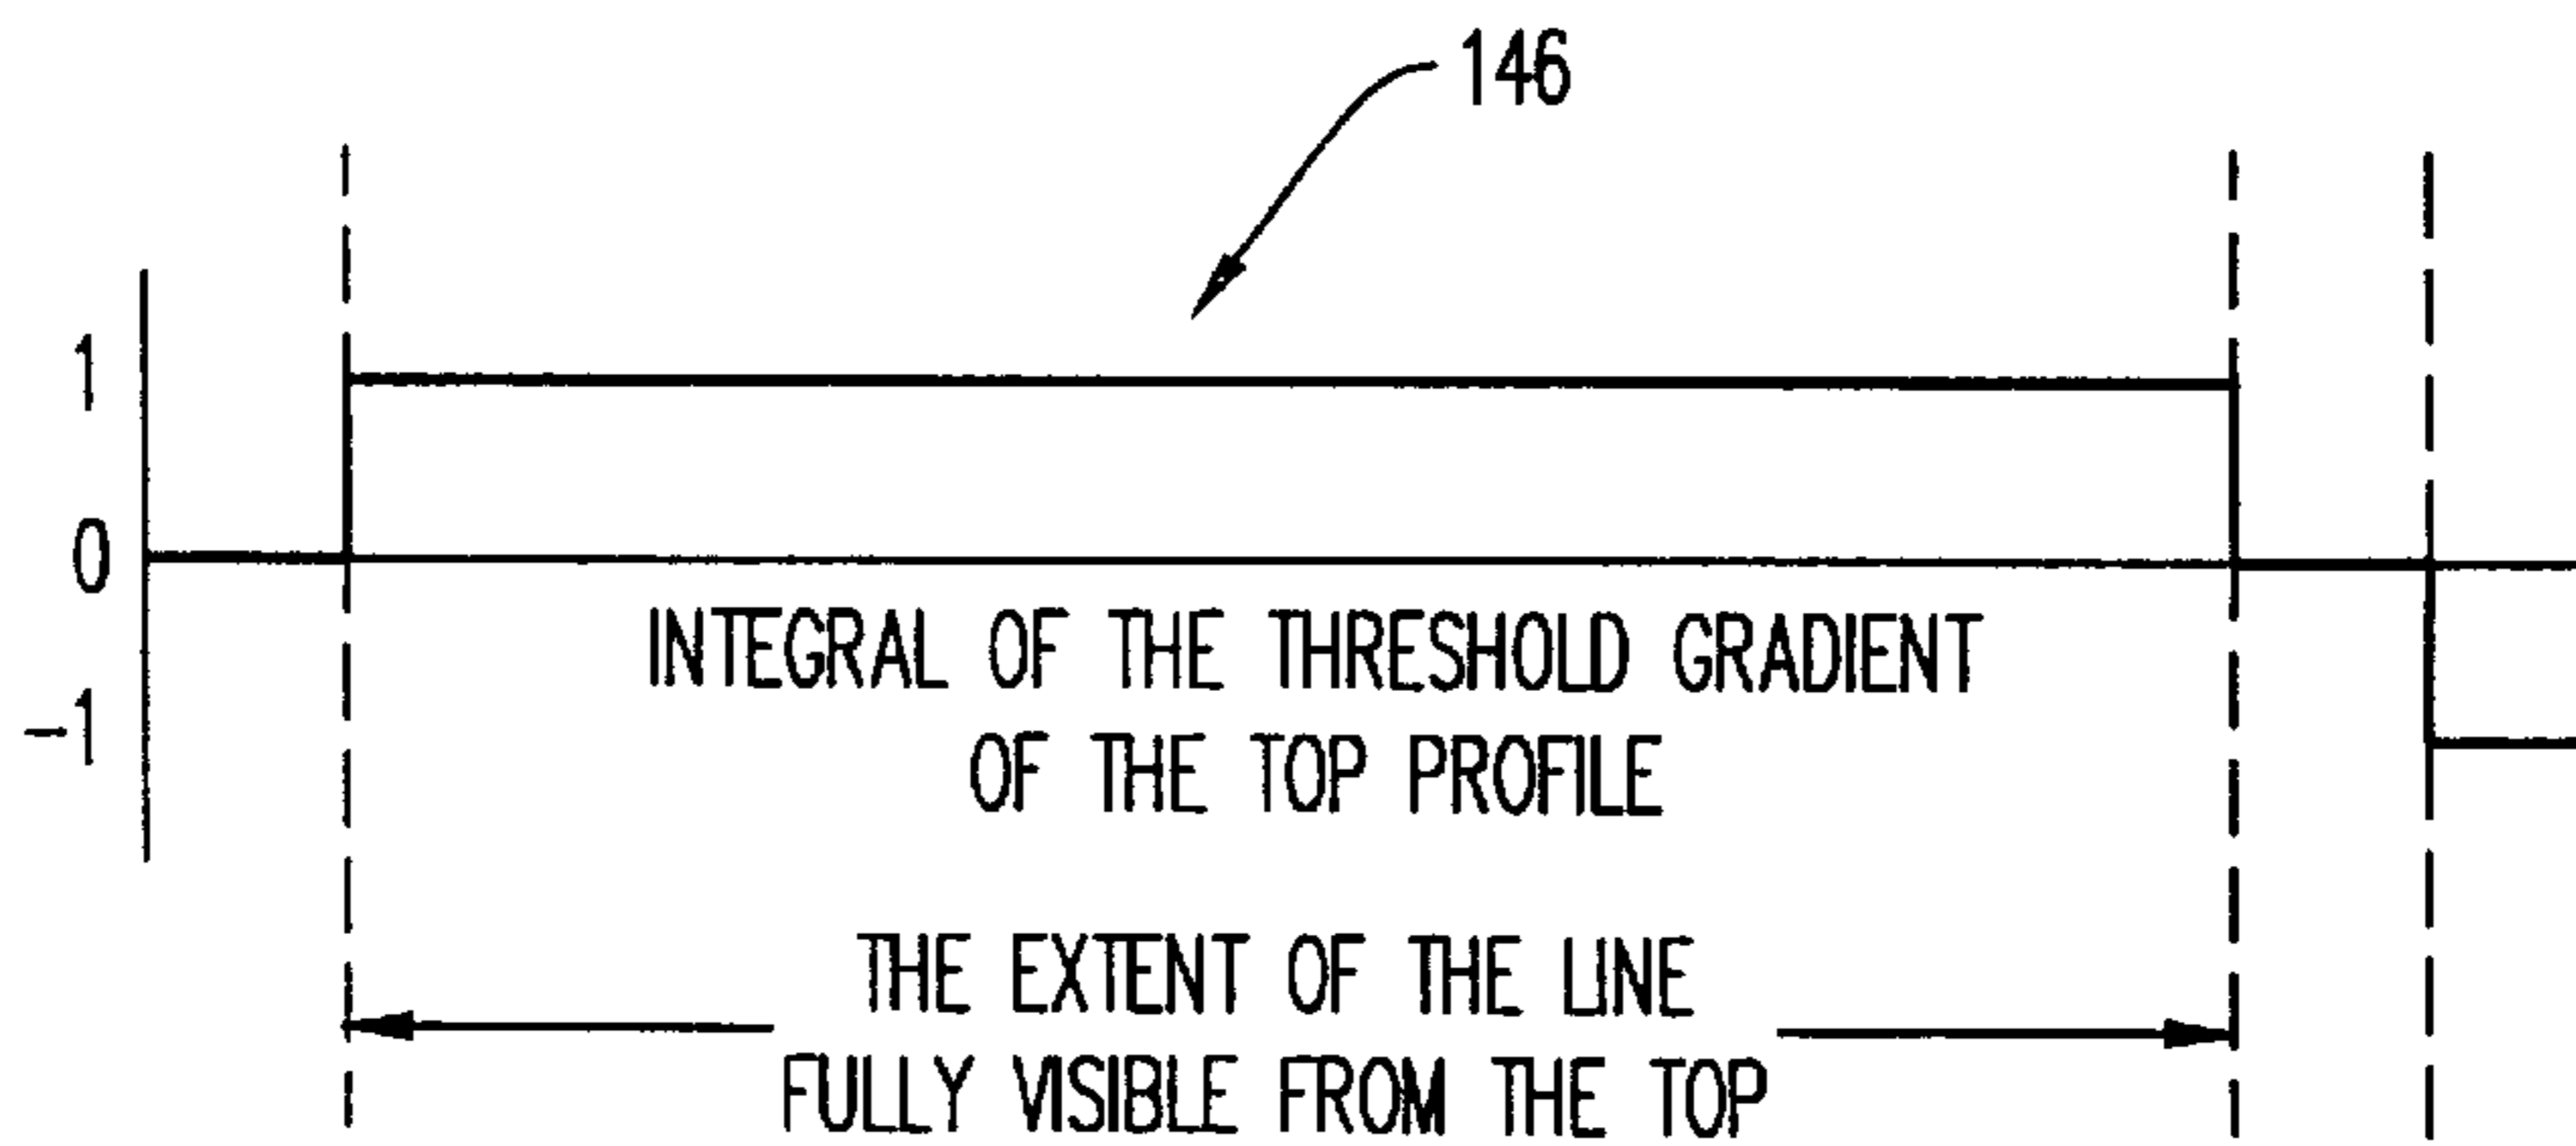 146
1
0
-1
INTEGRAL OF THE THRESHOLD GRADIENT
OF THE TOP PROFILE
THE EXTENT OF THE LINE
FULLY VISIBLE FROM THE TOP